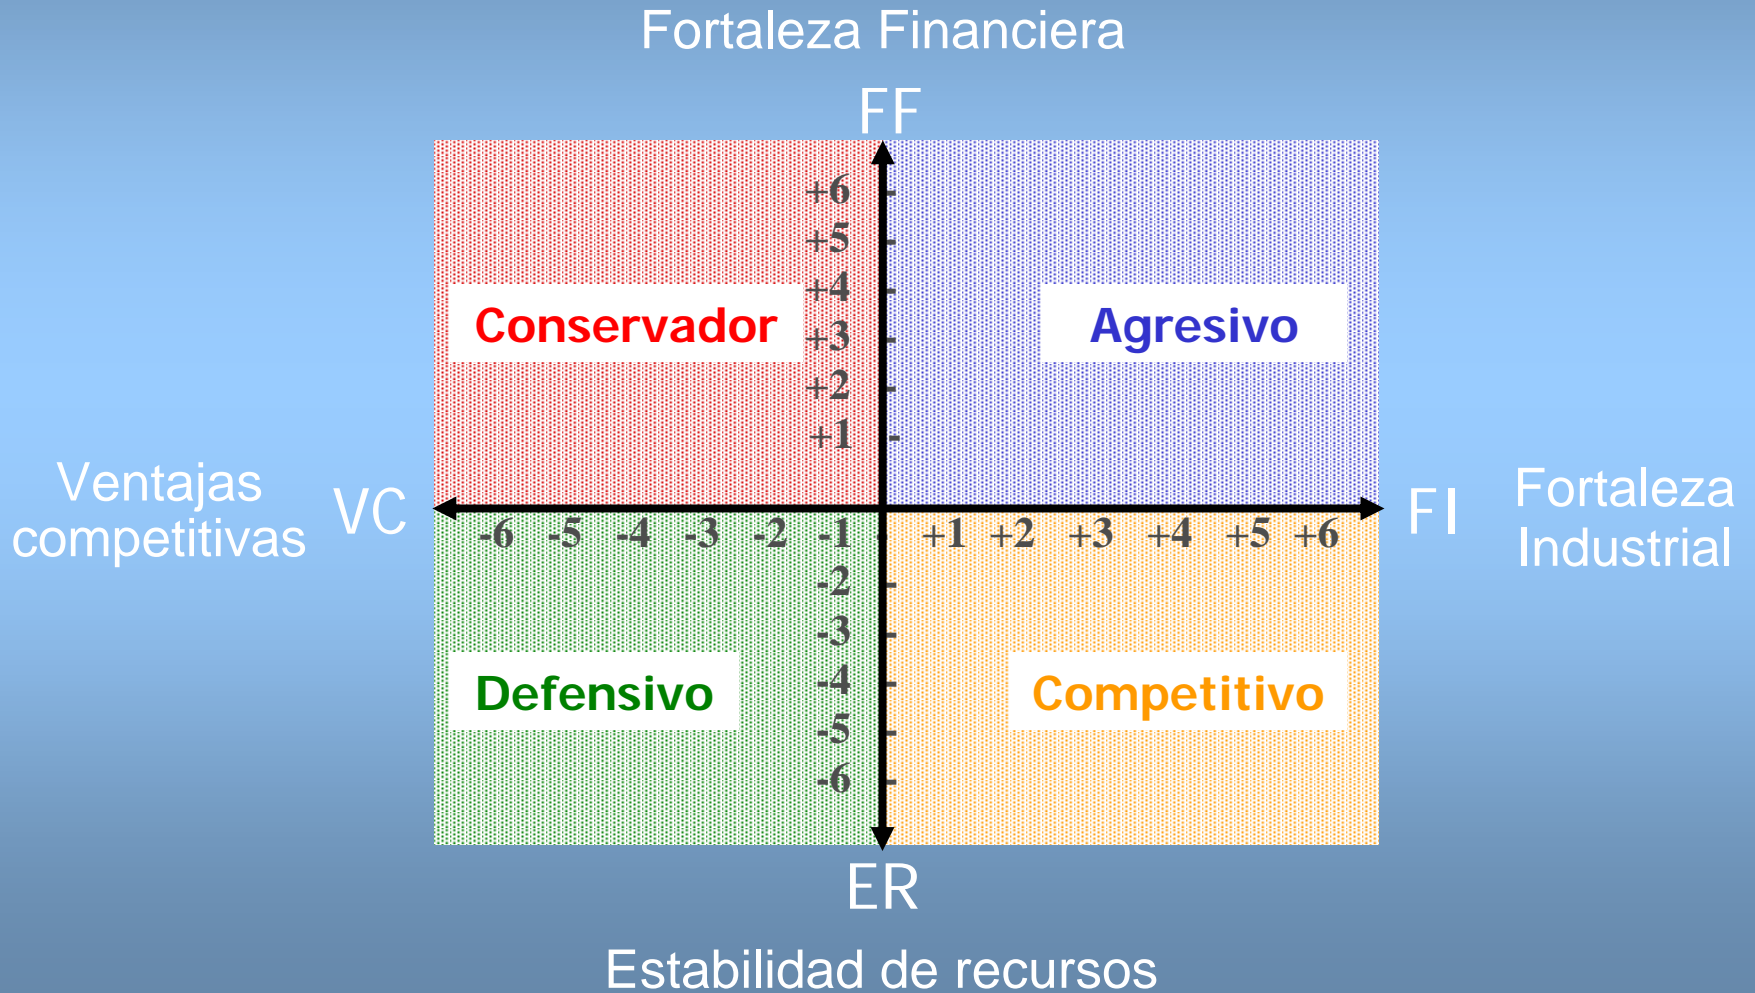 Fortaleza Financiera
FF
+6
+5
+4
Conservador
Agresivo
+3
+2
+1
Ventajas
competitivas
VC
FI
Fortaleza
Industrial
-6 -5 -4 -3 -2 -1 +1 +2 +3 +4 +5 +6
-2
-3
Defensivo
-4
Competitivo
-5
-6
ER
Estabilidad de recursos